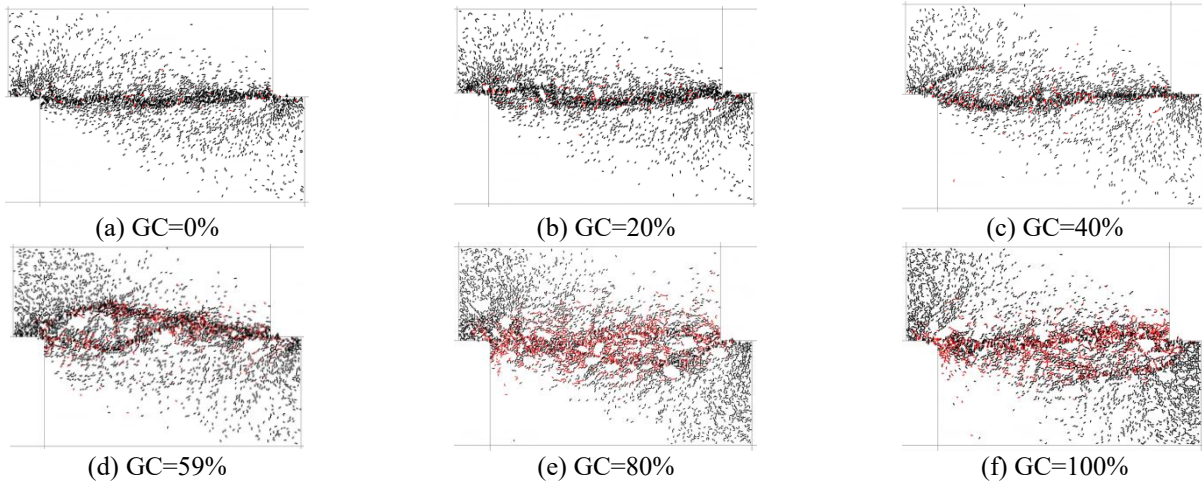 (a) GC=0%
(b) GC=20%
(c) GC=40%
(d) GC=59%
(e) GC=80%
(f) GC=100%